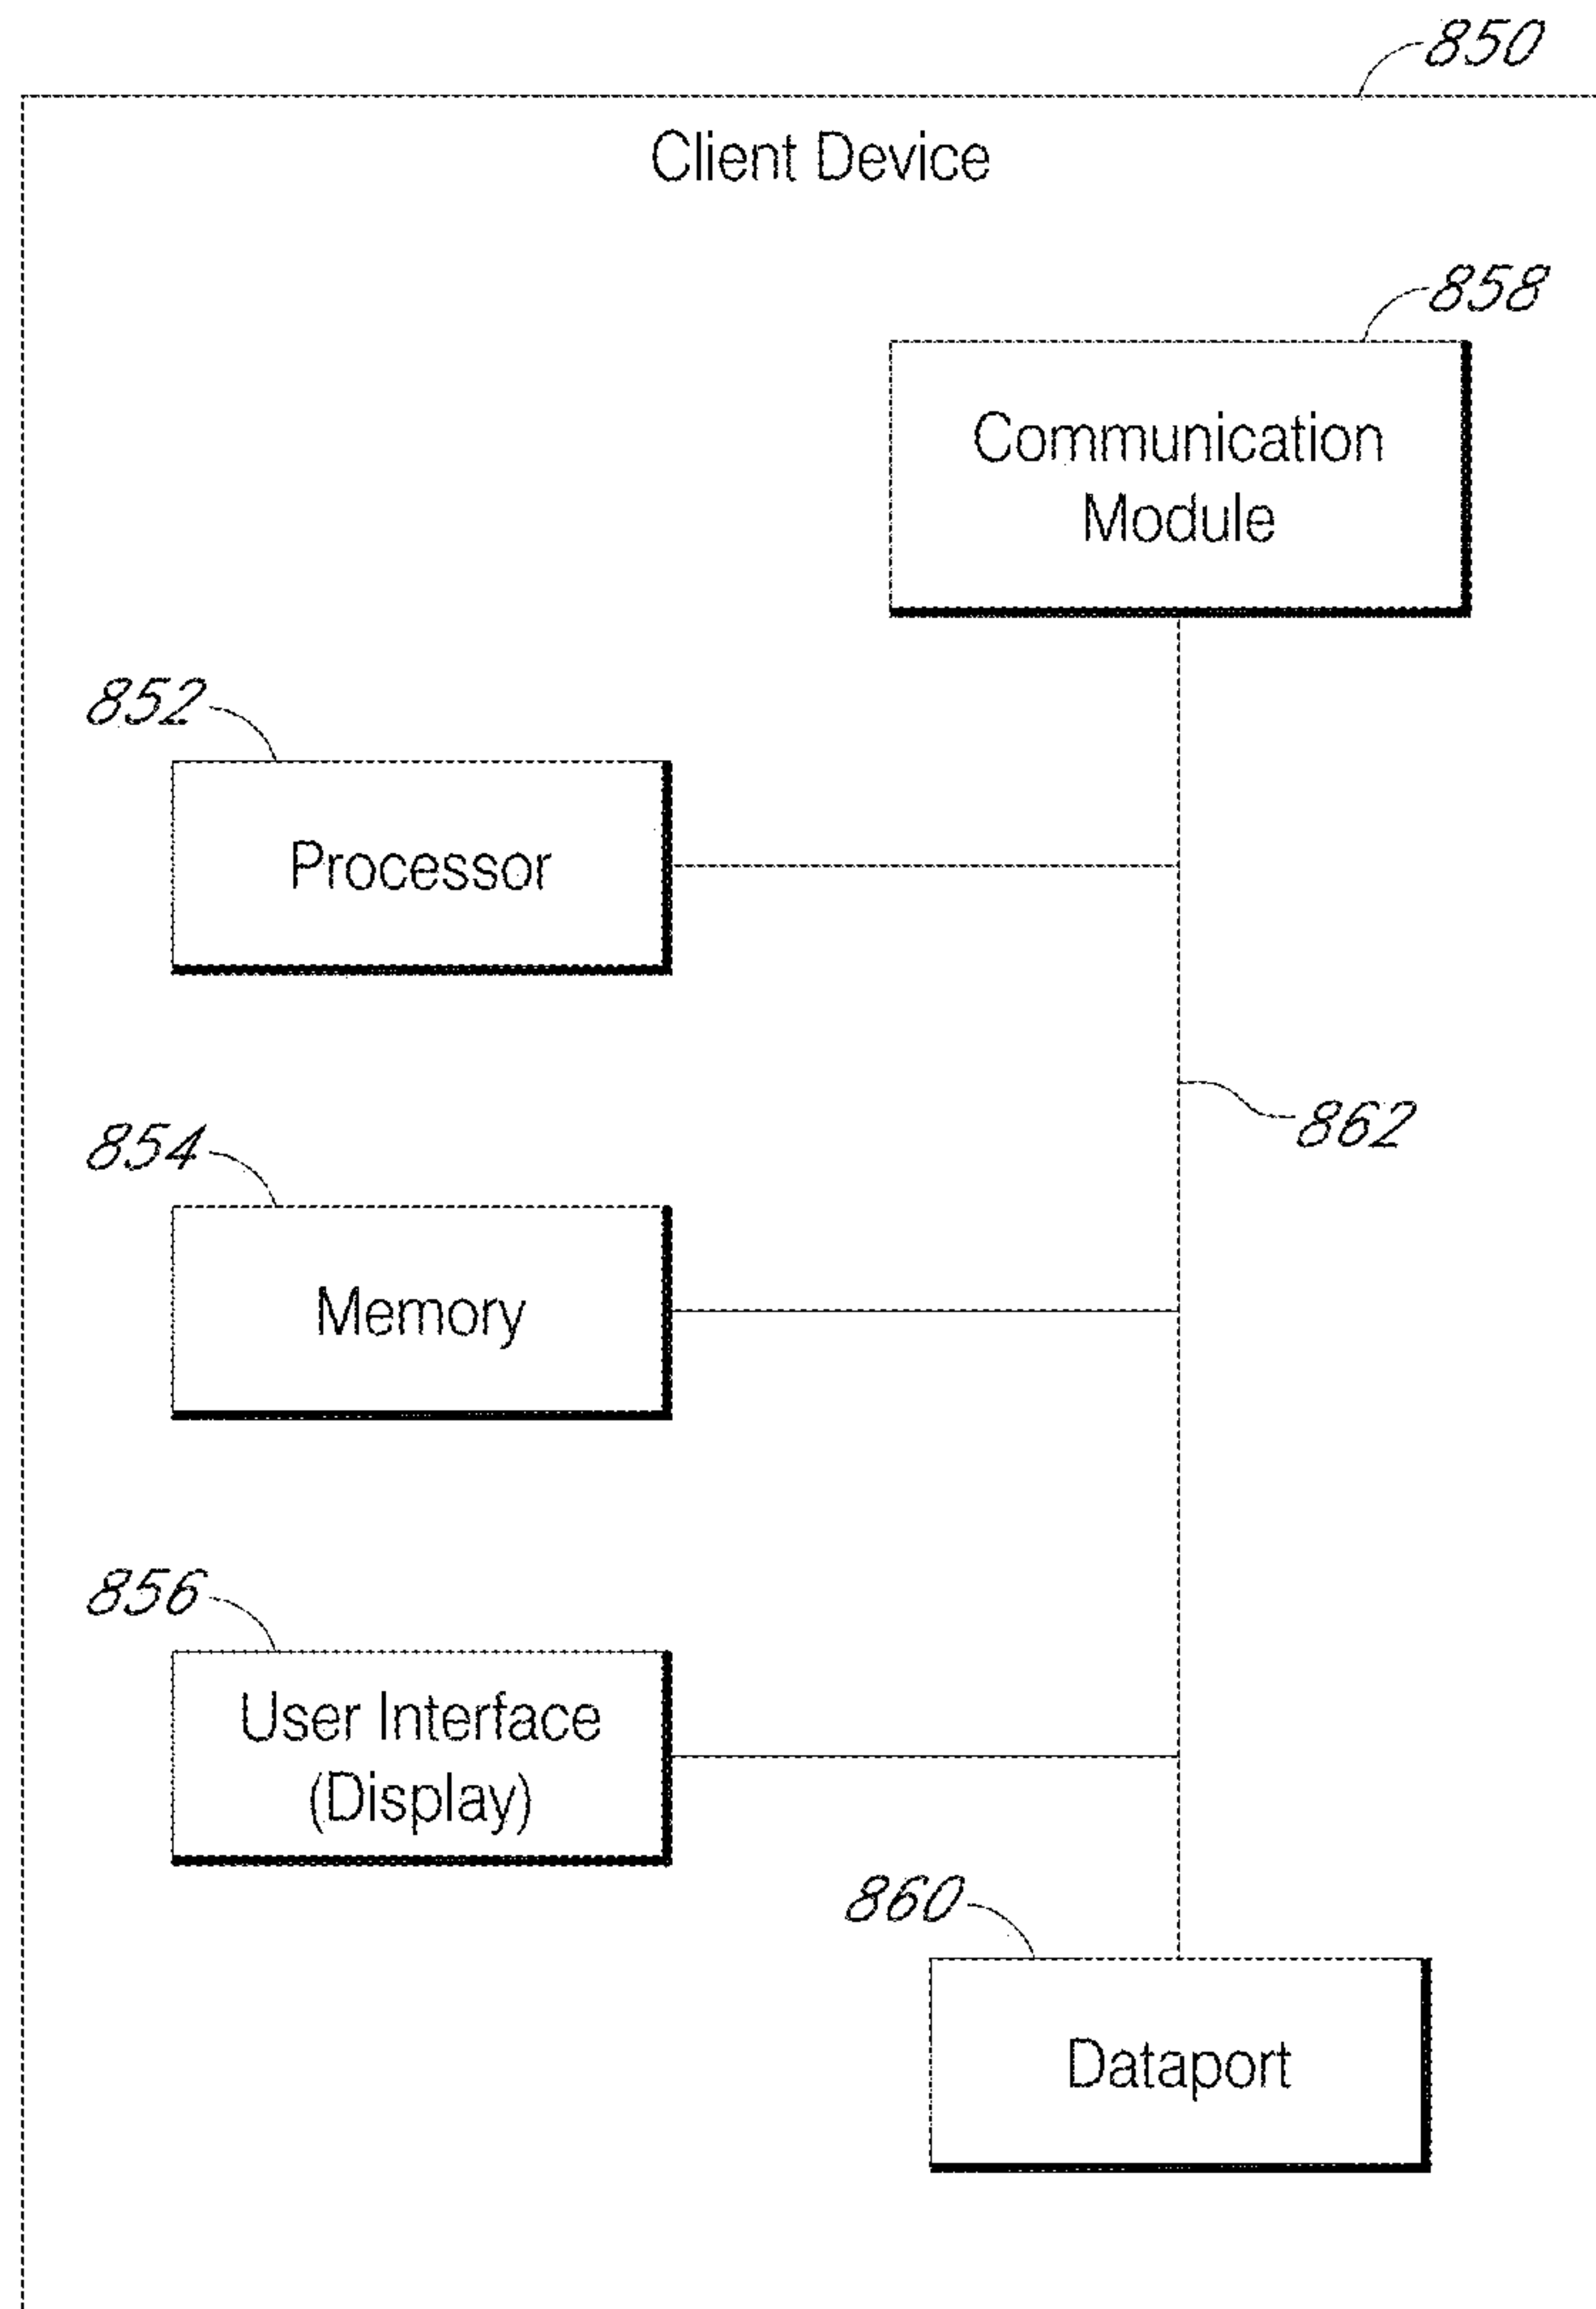 850
Client Device
858
Communication
Module
852
Processor
862
854
Memory
856
User Interface
(Display)
860
Dataport